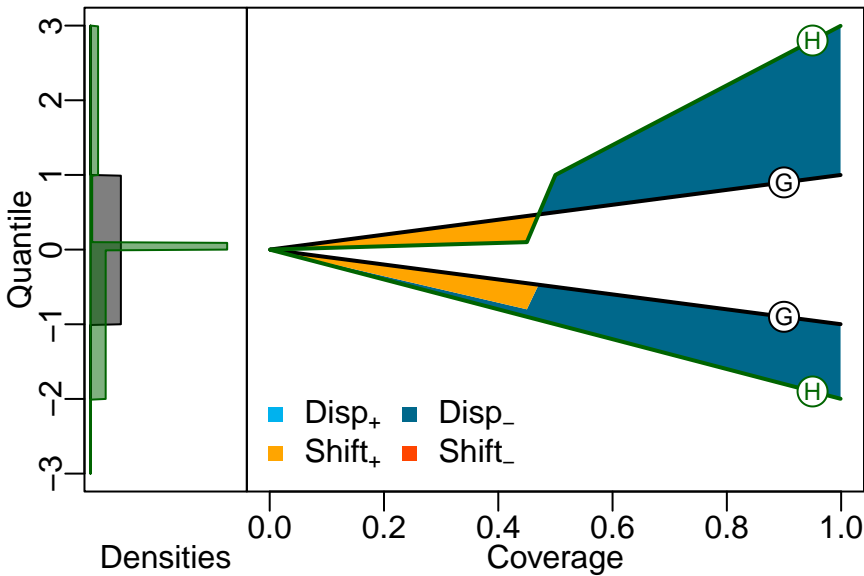 3
2
1
0
−1
−2
−3
Quantile
H
G
G
H
Disp+ Disp−
Shift+ Shift−
0.0 0.2 0.4 0.6 0.8 1.0
Densities Coverage